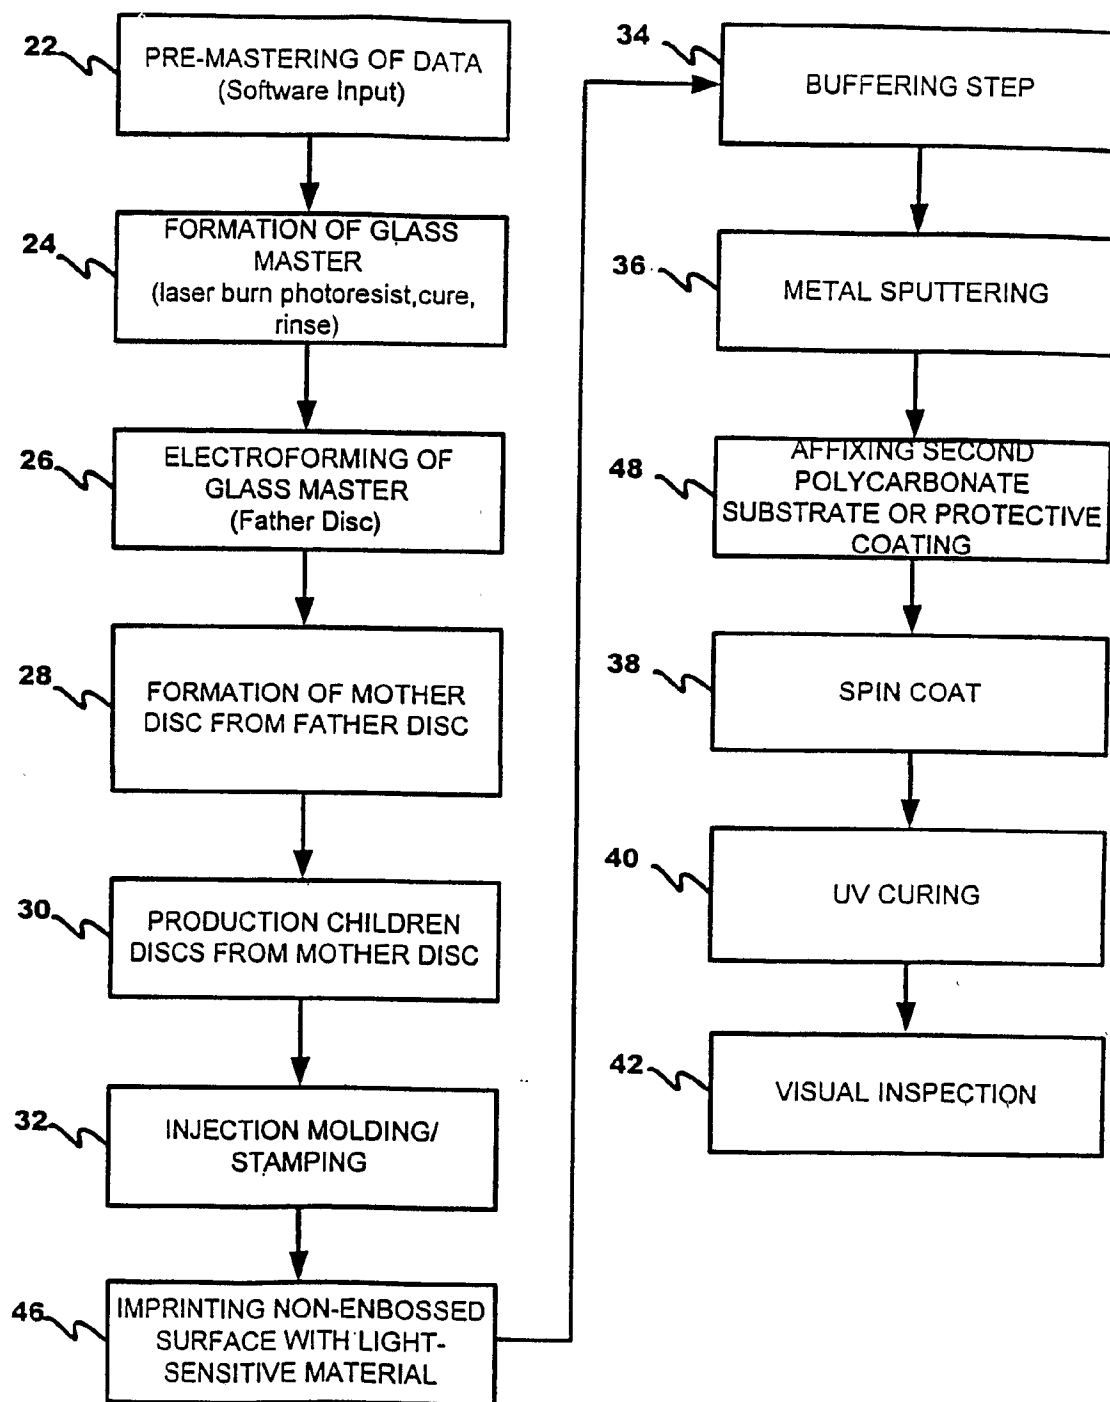 22
PRE-MASTERING OF DATA
(Software Input)
24
FORMATION OF GLASS
MASTER
(laser burn photoresist,cure,
rinse)
26
ELECTROFORMING OF
GLASS MASTER
(Father Disc)
28
FORMATION OF MOTHER
DISC FROM FATHER DISC
30
PRODUCTION CHILDREN
DISCS FROM MOTHER DISC
32
INJECTION MOLDING/
STAMPING
46
IMPRINTING NON-ENBOSSED
SURFACE WITH LIGHT-
SENSITIVE MATERIAL
34
BUFFERING STEP
36
METAL SPUTTERING
48
AFFIXING SECOND
POLYCARBONATE
SUBSTRATE OR PROTECTIVE
COATING
38
SPIN COAT
40
UV CURING
42
VISUAL INSPECTION